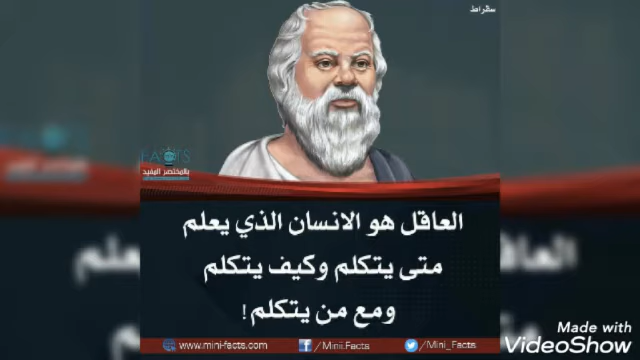 سقراط
FACTS
بالمختصر المفيد
العاقل هو الانسان الذي يعلم
متى يتكلم وكيف يتكلم
ومع من يتكلم!
www.mini-facts.com
/Minii.Facts
/Mini_Facts
Made with
VideoShow